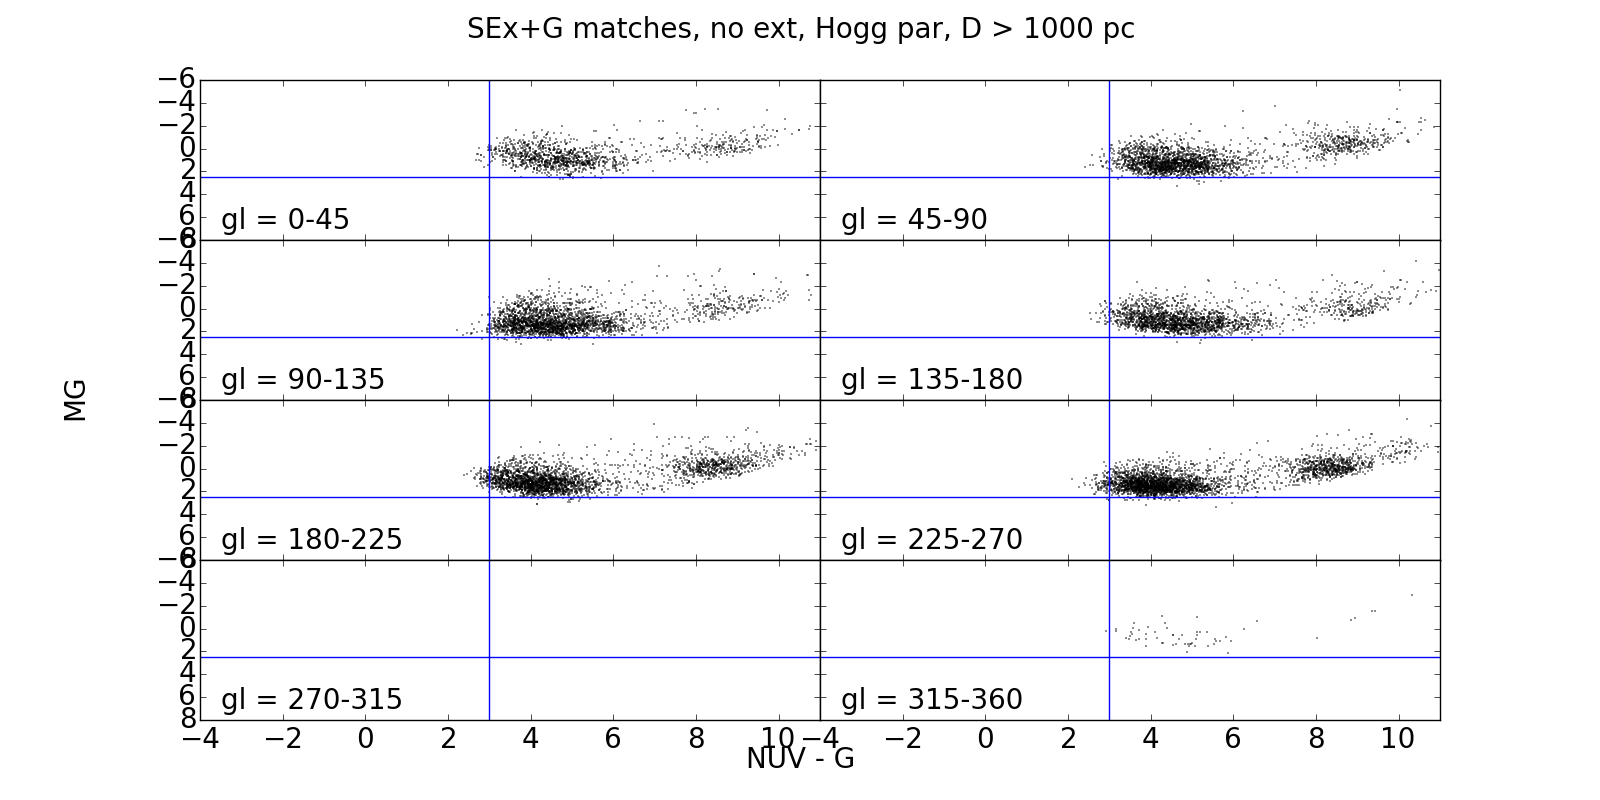 SEx+G matches, no ext, Hogg par, D > 1000 pc
−6
−4
−2
0
2
4
6
8
gl = 0-45
gl = 45-90
−6
−4
−2
0
2
4
6
8
gl = 90-135
gl = 135-180
MG
−6
−4
−2
0
2
4
6
8
gl = 180-225
gl = 225-270
−6
−4
−2
0
2
4
6
8
gl = 270-315
gl = 315-360
−4 −2 0 2 4 6 8 10 −4 −2 0 2 4 6 8 10
NUV - G